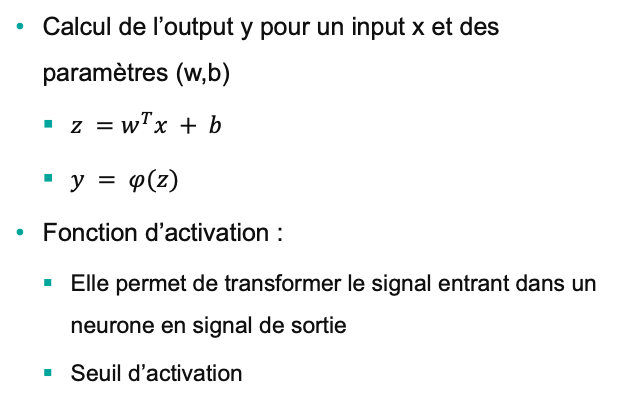 • Calcul de l'output y pour un input x et des
paramètres (w,b)
▪ z = wᵀx + b
▪ y = φ(z)
• Fonction d'activation :
▪ Elle permet de transformer le signal entrant dans un
neurone en signal de sortie
▪ Seuil d'activation